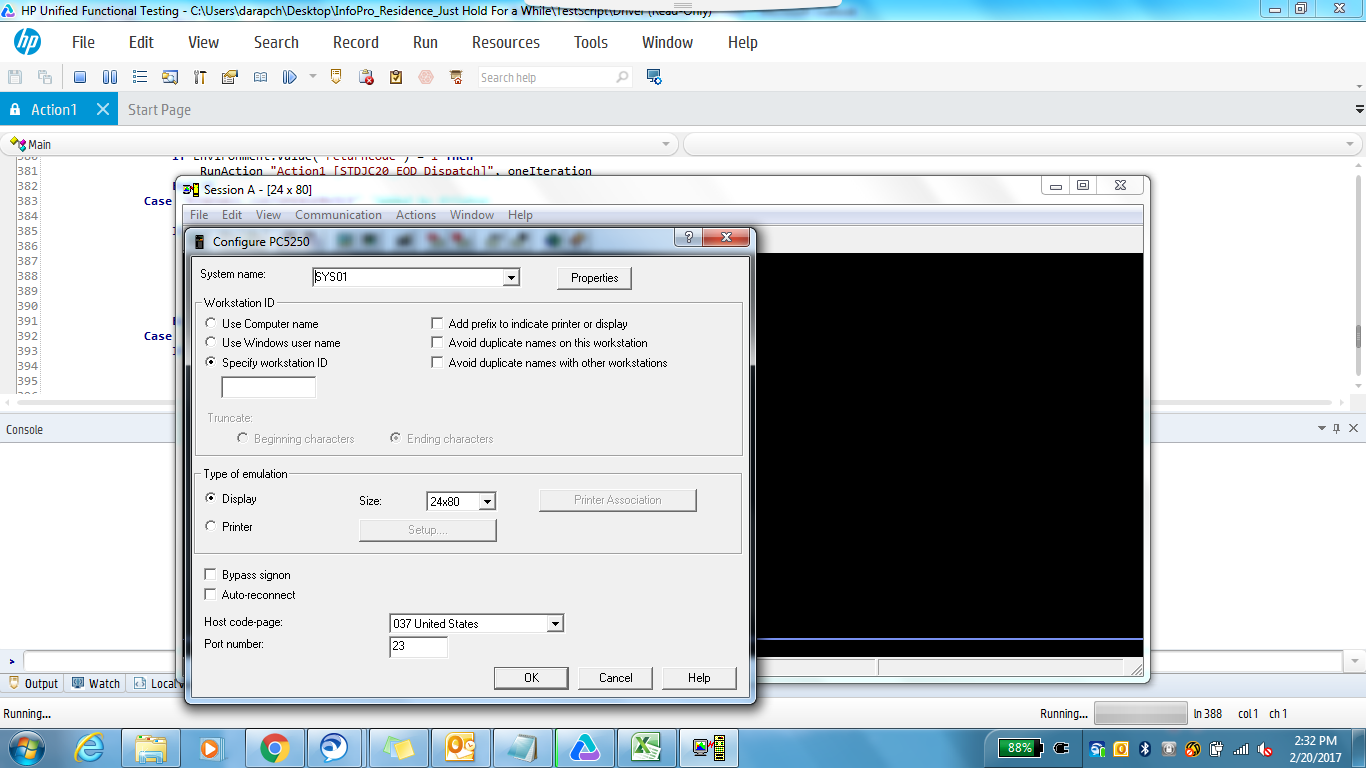 HP Unified Functional Testing - C:\Users\darapch\Desktop\InfoPro_Residence_Just Hold For a While\TestScript\Driver (Read-Only)
hp File Edit View Search Record Run Resources Tools Window Help
Search help
Action1 Start Page
Main
380 If Environment.Value("returnCode") = 1 Then
381 RunAction "Action1 [STDJC20_EOD_Dispatch]", oneIteration
382
383 Case
384
385
386
387
388
389
390
391
392 Case
393
394
395
Session A - [24 x 80]
File Edit View Communication Actions Window Help
Configure PC5250
System name: SYS01 Properties
Workstation ID
Use Computer name Add prefix to indicate printer or display
Use Windows user name Avoid duplicate names on this workstation
Specify workstation ID Avoid duplicate names with other workstations
Truncate:
Beginning characters Ending characters
Type of emulation
Display Size: 24x80 Printer Association
Printer Setup....
Bypass signon
Auto-reconnect
Host code-page: 037 United States
Port number: 23
OK Cancel Help
Console
>
Output Watch Local
Running... Running... ln 388 col 1 ch 1
88% 2:32 PM
2/20/2017